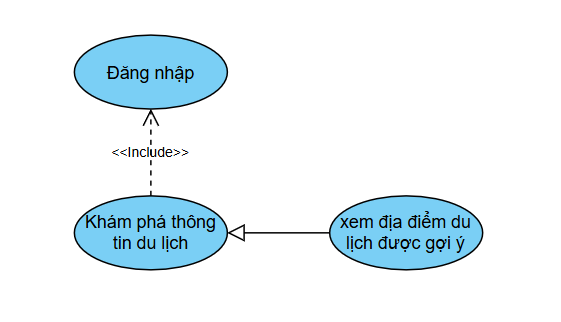 Đăng nhập
<<Include>>
Khám phá thông
tin du lịch
xem địa điểm du
lịch được gợi ý